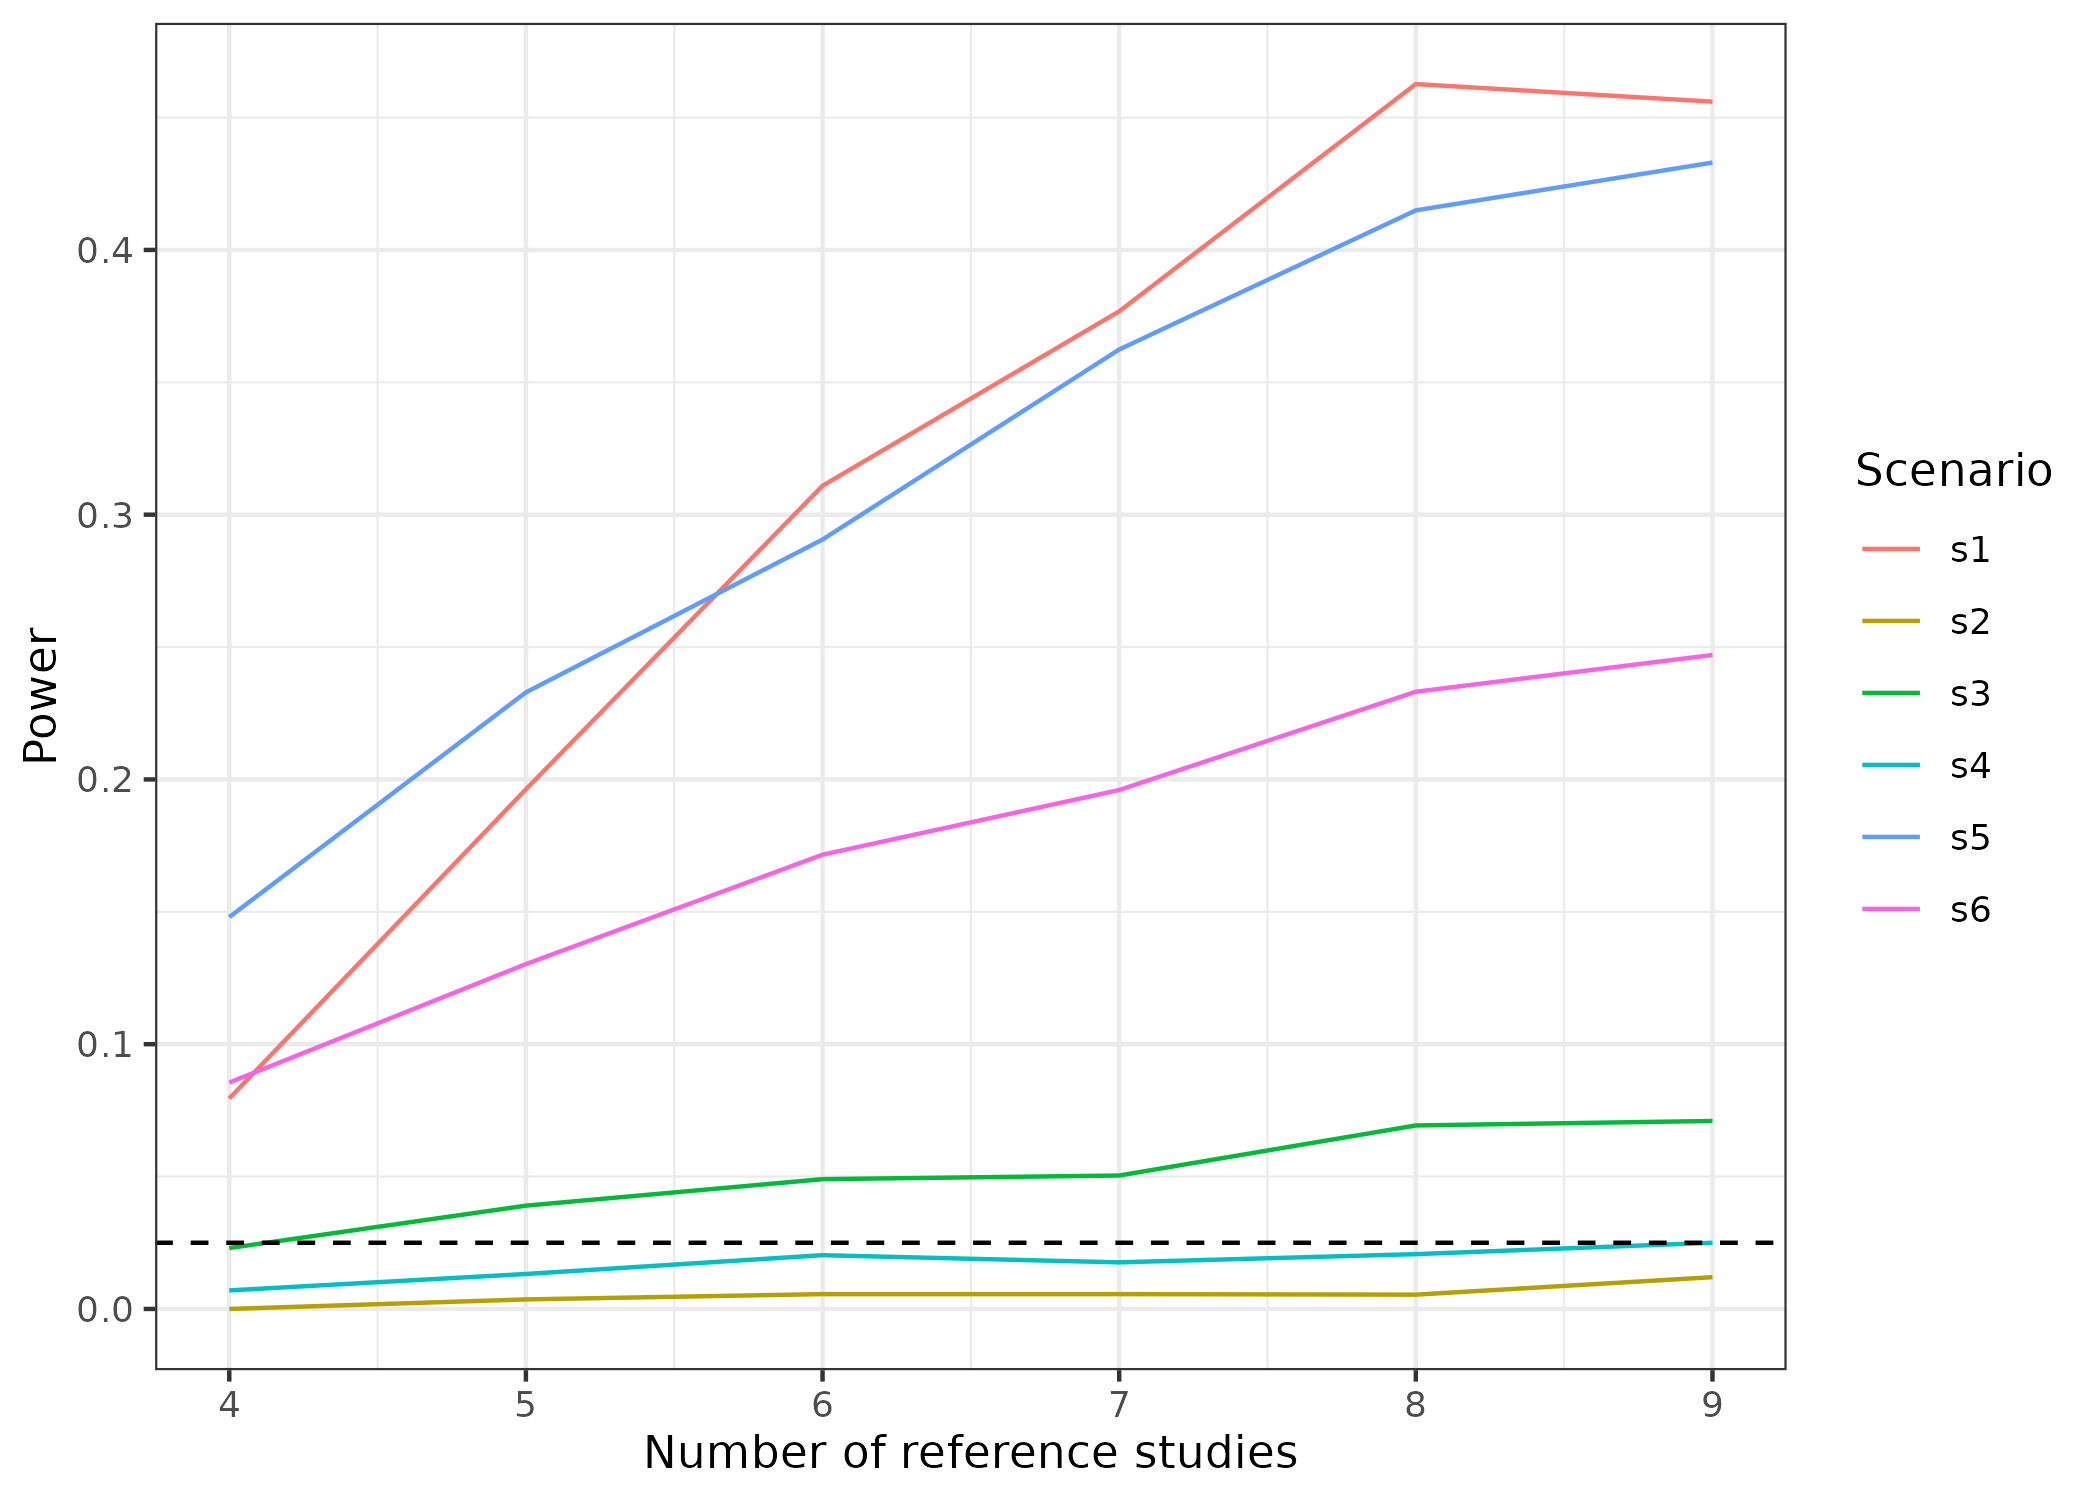 Power
0.4
0.3
0.2
0.1
0.0
4 5 6 7 8 9
Number of reference studies
Scenario
s1
s2
s3
s4
s5
s6